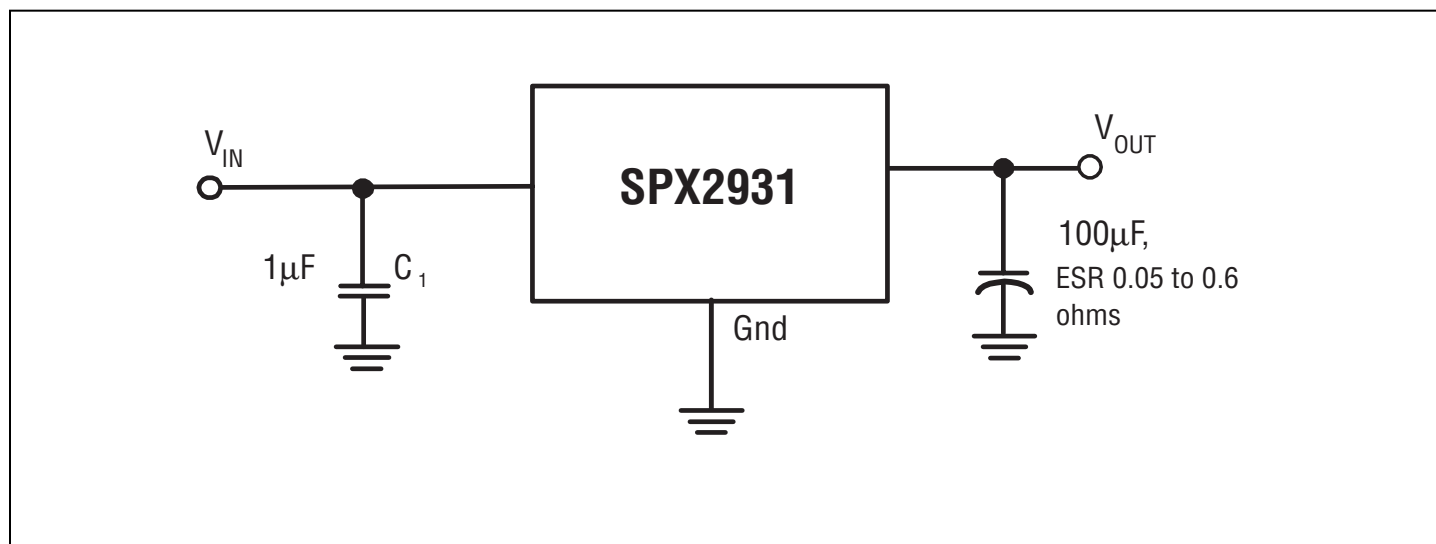 V_IN
SPX2931
V_OUT
1μF
C_1
100μF,
ESR 0.05 to 0.6
ohms
Gnd